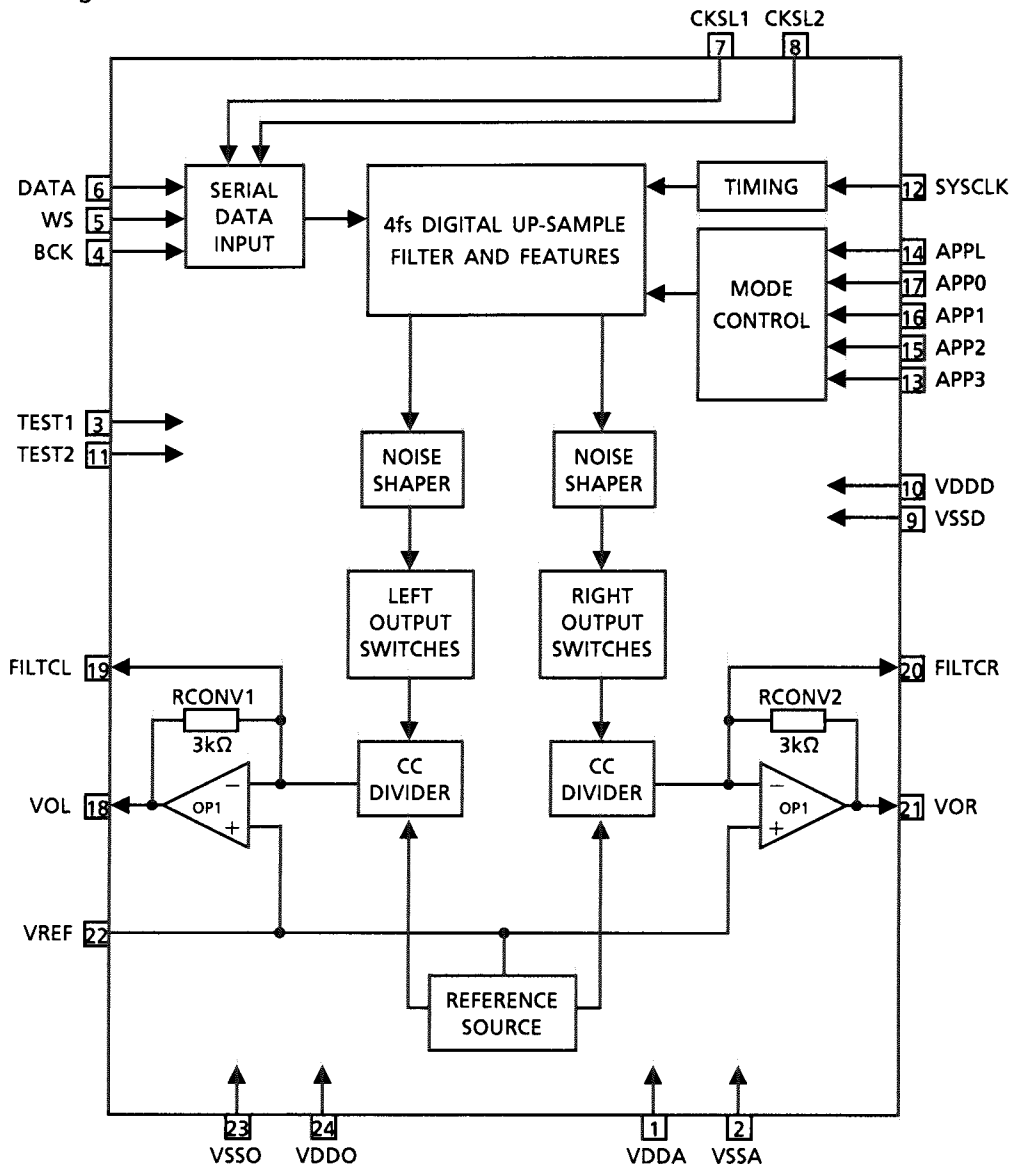 CKSL1 CKSL2
7 8
DATA 6
WS 5
BCK 4
SERIAL
DATA
INPUT
4fs DIGITAL UP-SAMPLE
FILTER AND FEATURES
TIMING
12 SYSCLK
MODE
CONTROL
14 APPL
17 APP0
16 APP1
15 APP2
13 APP3
TEST1 3
TEST2 11
NOISE
SHAPER
NOISE
SHAPER
10 VDDD
9 VSSD
LEFT
OUTPUT
SWITCHES
RIGHT
OUTPUT
SWITCHES
FILTCL 19
20 FILTCR
RCONV1
3kΩ
RCONV2
3kΩ
CC
DIVIDER
CC
DIVIDER
VOL 18
− OP1 +
− OP1 +
21 VOR
VREF 22
REFERENCE
SOURCE
23 24 1 2
VSSO VDDO VDDA VSSA